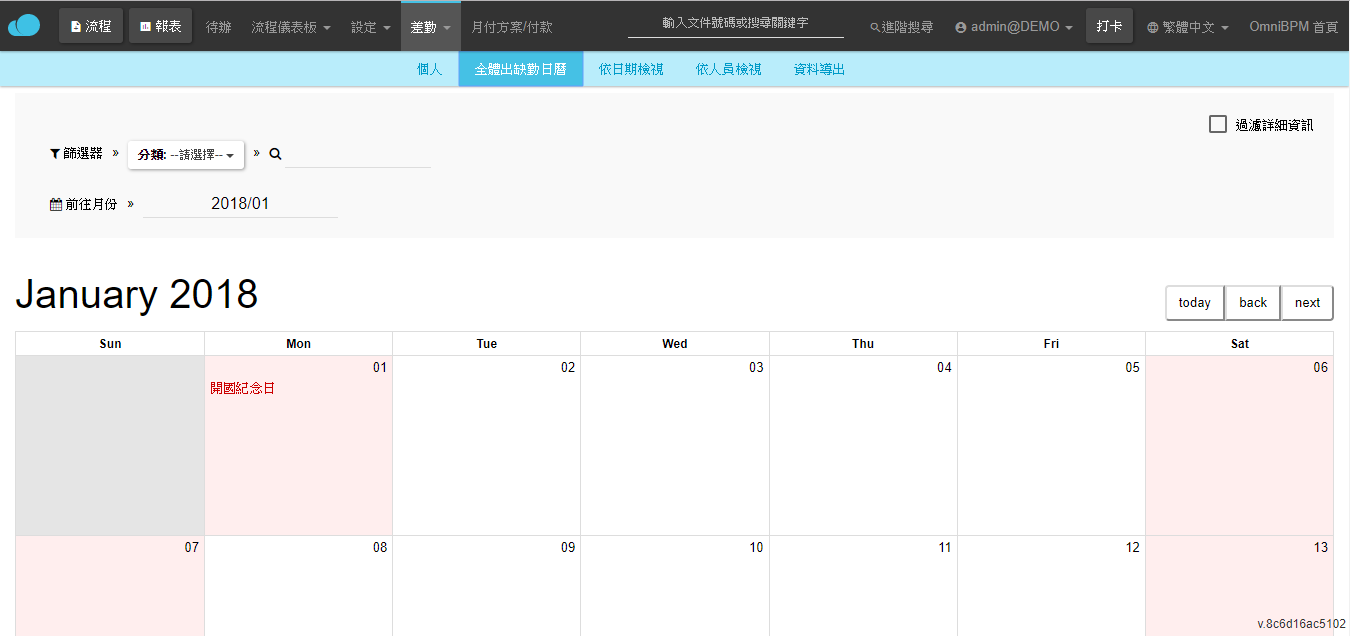 流程 報表 待辦 流程儀表板 設定 差勤 月付方案/付款 輸入文件號碼或搜尋關鍵字 進階搜尋 admin@DEMO 打卡 繁體中文 OmniBPM 首頁
個人 全體出缺勤日曆 依日期檢視 依人員檢視 資料導出
過濾詳細資訊
篩選器 » 分類: --請選擇-- »
前往月份 » 2018/01
January 2018
today back next
Sun Mon Tue Wed Thu Fri Sat
01 02 03 04 05 06
開國紀念日
07 08 09 10 11 12 13
v.8c6d16ac5102